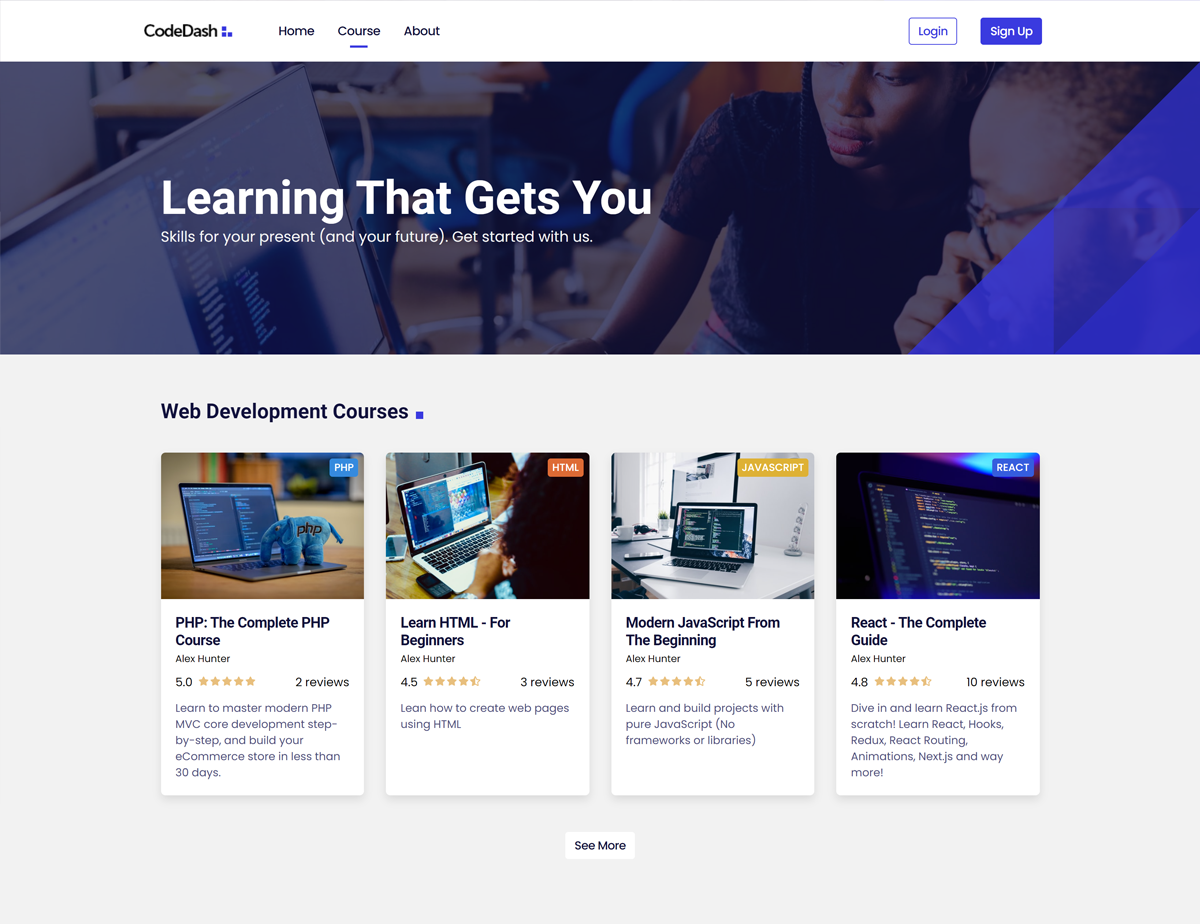 CodeDash
Home Course About
Login Sign Up
Learning That Gets You
Skills for your present (and your future). Get started with us.
Web Development Courses
PHP
php
PHP: The Complete PHP
Course
Alex Hunter
5.0 2 reviews
Learn to master modern PHP
MVC core development step-
by-step, and build your
eCommerce store in less than
30 days.
HTML
Learn HTML - For
Beginners
Alex Hunter
4.5 3 reviews
Lean how to create web pages
using HTML
JAVASCRIPT
Modern JavaScript From
The Beginning
Alex Hunter
4.7 5 reviews
Learn and build projects with
pure JavaScript (No
frameworks or libraries)
REACT
React - The Complete
Guide
Alex Hunter
4.8 10 reviews
Dive in and learn React.js from
scratch! Learn React, Hooks,
Redux, React Routing,
Animations, Next.js and way
more!
See More